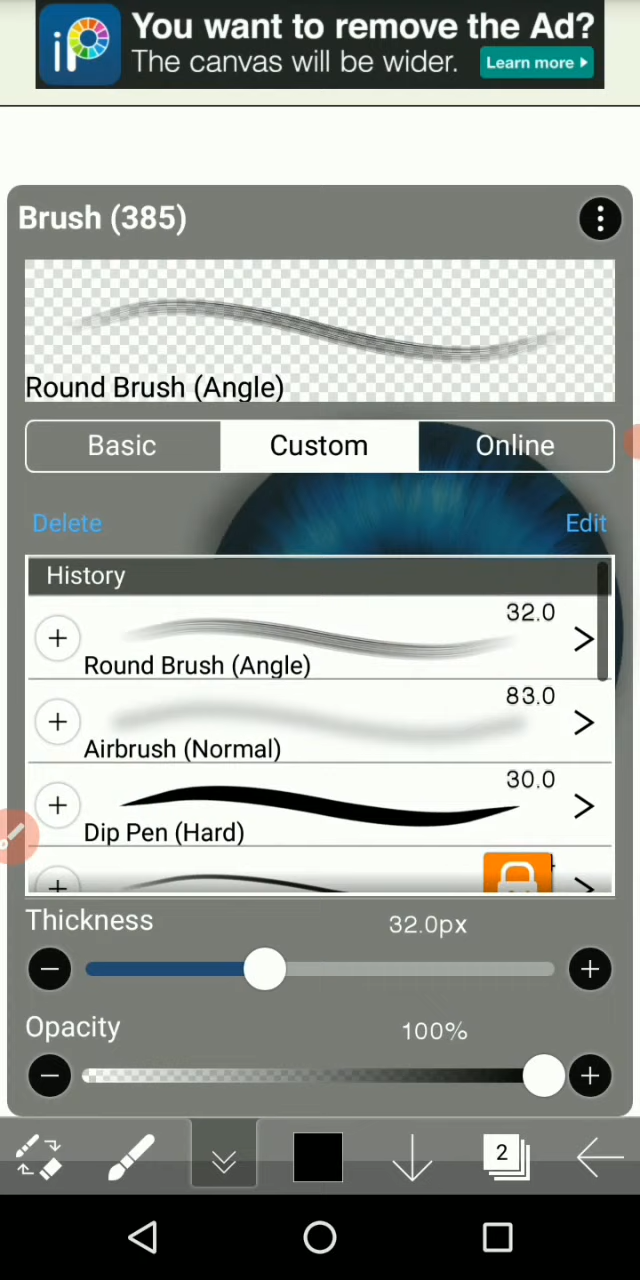 iP
You want to remove the Ad?
The canvas will be wider.
Learn more
Brush (385)
Round Brush (Angle)
Basic
Custom
Online
Delete
Edit
History
32.0
Round Brush (Angle)
83.0
Airbrush (Normal)
30.0
Dip Pen (Hard)
Thickness
32.0px
Opacity
100%
2